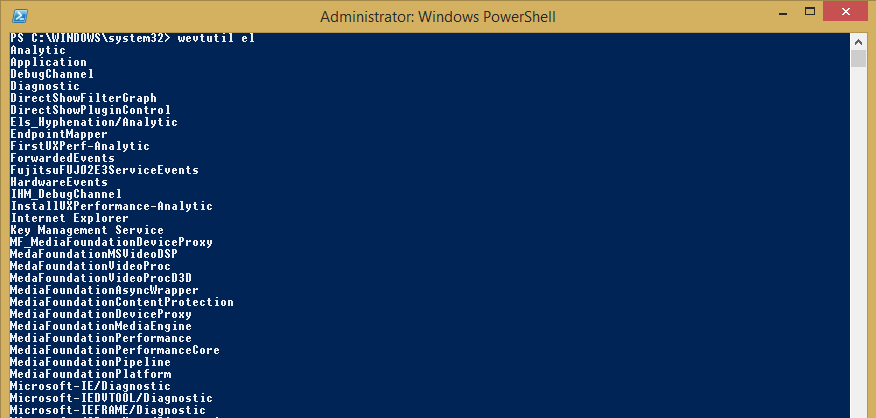 Administrator: Windows PowerShell
PS C:\WINDOWS\system32> wevtutil el
Analytic
Application
DebugChannel
Diagnostic
DirectShowFilterGraph
DirectShowPluginControl
Els_Hyphenation/Analytic
EndpointMapper
FirstUXPerf-Analytic
ForwardedEvents
FujitsuFUJ02E3ServiceEvents
HardwareEvents
IHM_DebugChannel
InstallUXPerformance-Analytic
Internet Explorer
Key Management Service
MF_MediaFoundationDeviceProxy
MedaFoundationMSVideoDSP
MedaFoundationVideoProc
MedaFoundationVideoProcD3D
MediaFoundationAsyncWrapper
MediaFoundationContentProtection
MediaFoundationDeviceProxy
MediaFoundationMediaEngine
MediaFoundationPerformance
MediaFoundationPerformanceCore
MediaFoundationPipeline
MediaFoundationPlatform
Microsoft-IE/Diagnostic
Microsoft-IEDVTOOL/Diagnostic
Microsoft-IEFRAME/Diagnostic